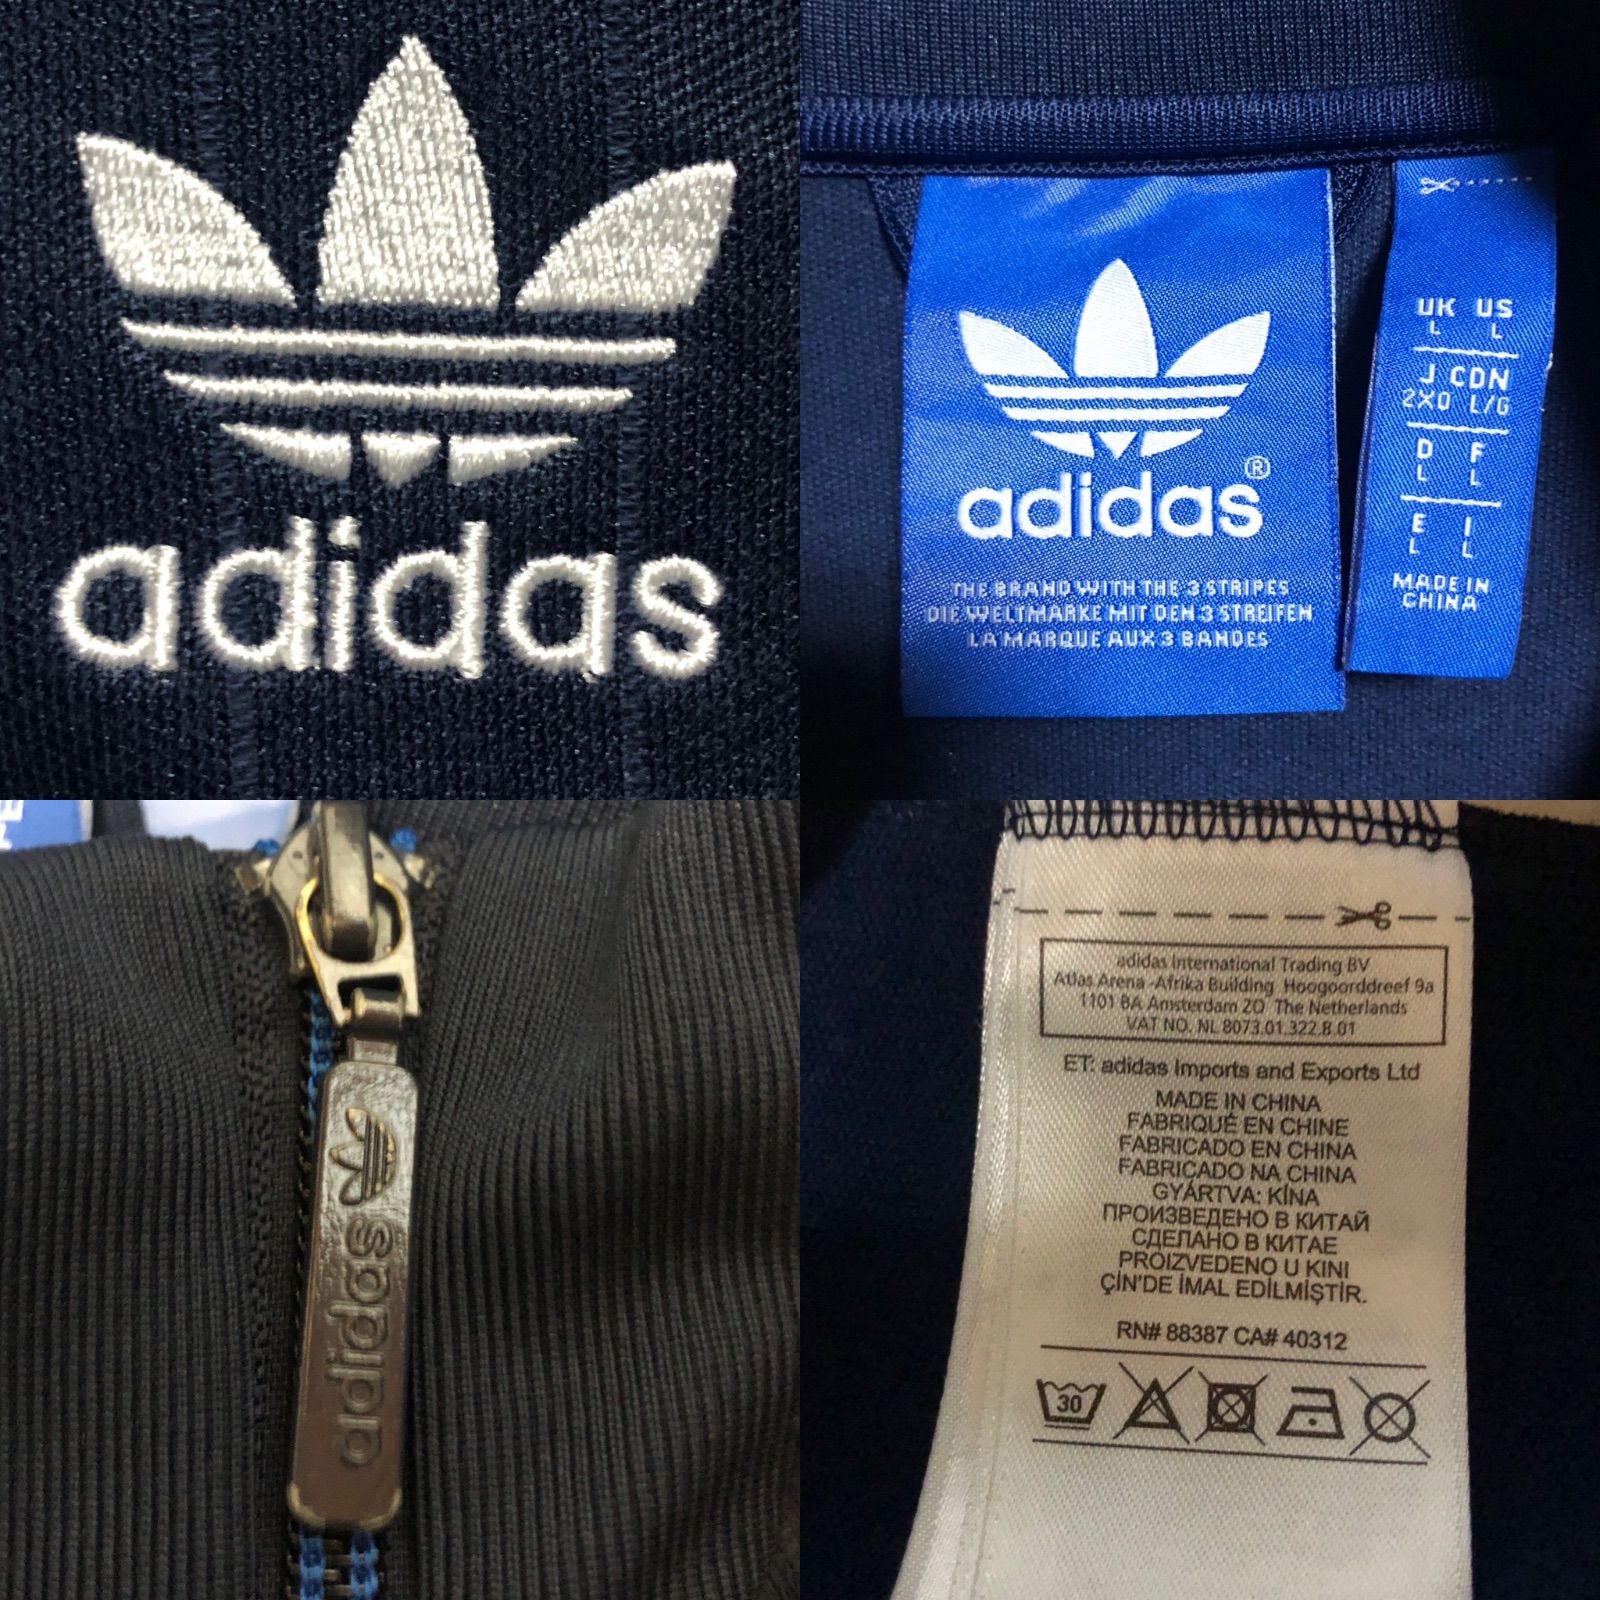 adidas
adidas®
THE BRAND WITH THE 3 STRIPES
DIE WELTMARKE MIT DEN 3 STREIFEN
LA MARQUE AUX 3 BANDES
UK US
L L
J CDN
2XO L/G
D F
L L
E I
L L
MADE IN
CHINA
adidas
adidas International Trading BV
Atlas Arena -Afrika Building Hoogoorddreef 9a
1101 BA Amsterdam ZO The Netherlands
VAT NO. NL 8073.01.322.B.01
ET: adidas Imports and Exports Ltd
MADE IN CHINA
FABRIQUÉ EN CHINE
FABRICADO EN CHINA
FABRICADO NA CHINA
GYÁRTVA: KÍNA
ПРОИЗВЕДЕНО В КИТАЙ
СДЕЛАНО В КИТАЕ
PROIZVEDENO U KINI
ÇİN'DE İMAL EDİLMİŞTİR.
RN# 88387 CA# 40312
30